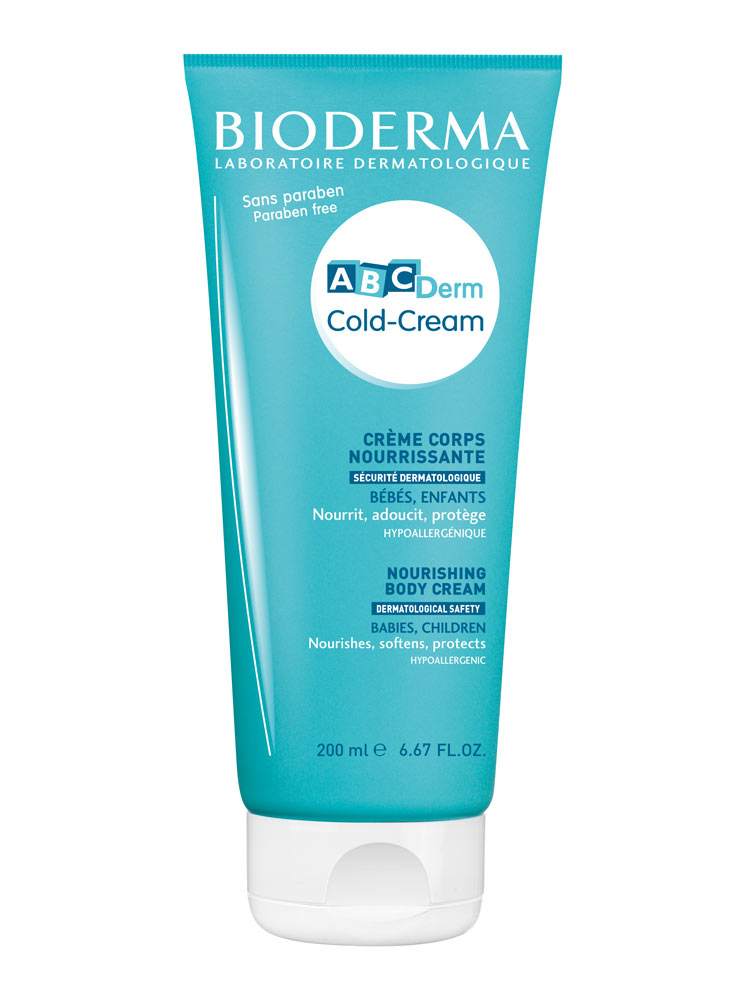 BIODERMA
LABORATOIRE DERMATOLOGIQUE
Sans paraben
Paraben free
ABCDerm
Cold-Cream
CRÈME CORPS
NOURRISSANTE
SÉCURITÉ DERMATOLOGIQUE
BÉBÉS, ENFANTS
Nourrit, adoucit, protège
HYPOALLERGÉNIQUE
NOURISHING
BODY CREAM
DERMATOLOGICAL SAFETY
BABIES, CHILDREN
Nourishes, softens, protects
HYPOALLERGENIC
200 ml ℮ 6.67 FL.OZ.